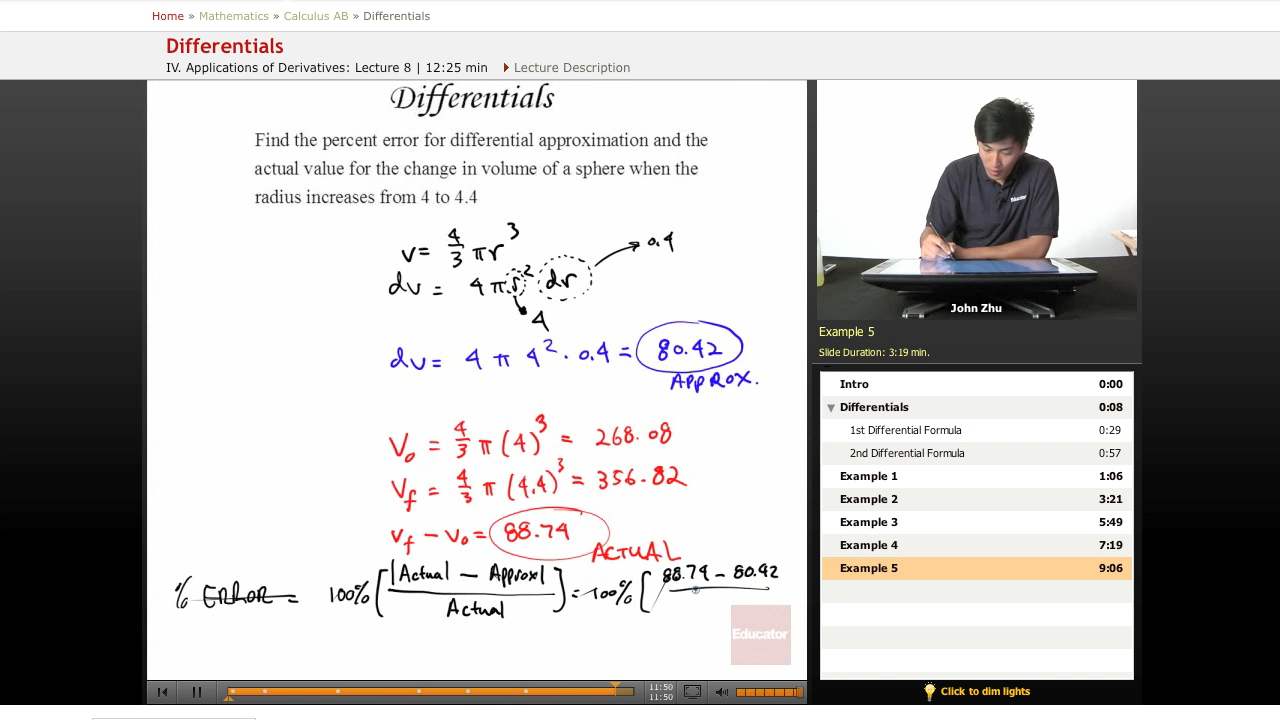 Home » Mathematics » Calculus AB » Differentials
Differentials
IV. Applications of Derivatives: Lecture 8 | 12:25 min Lecture Description
Differentials
Find the percent error for differential approximation and the
actual value for the change in volume of a sphere when the
radius increases from 4 to 4.4
v = 4/3 πr³
0.4
dv = 4πr² dr
4
dv = 4 π 4² · 0.4 = 80.42
APPROX.
V₀ = 4/3 π (4)³ = 268.08
V_f = 4/3 π (4.4)³ = 356.82
V_f − V₀ = 88.74
ACTUAL
% ERROR = 100% [ |Actual − Approx| / Actual ] = 100% [ 88.74 − 80.42
Educator
Educator
John Zhu
Example 5
Slide Duration: 3:19 min.
Intro 0:00
Differentials 0:08
1st Differential Formula 0:29
2nd Differential Formula 0:57
Example 1 1:06
Example 2 3:21
Example 3 5:49
Example 4 7:19
Example 5 9:06
11:50
11:50
Click to dim lights